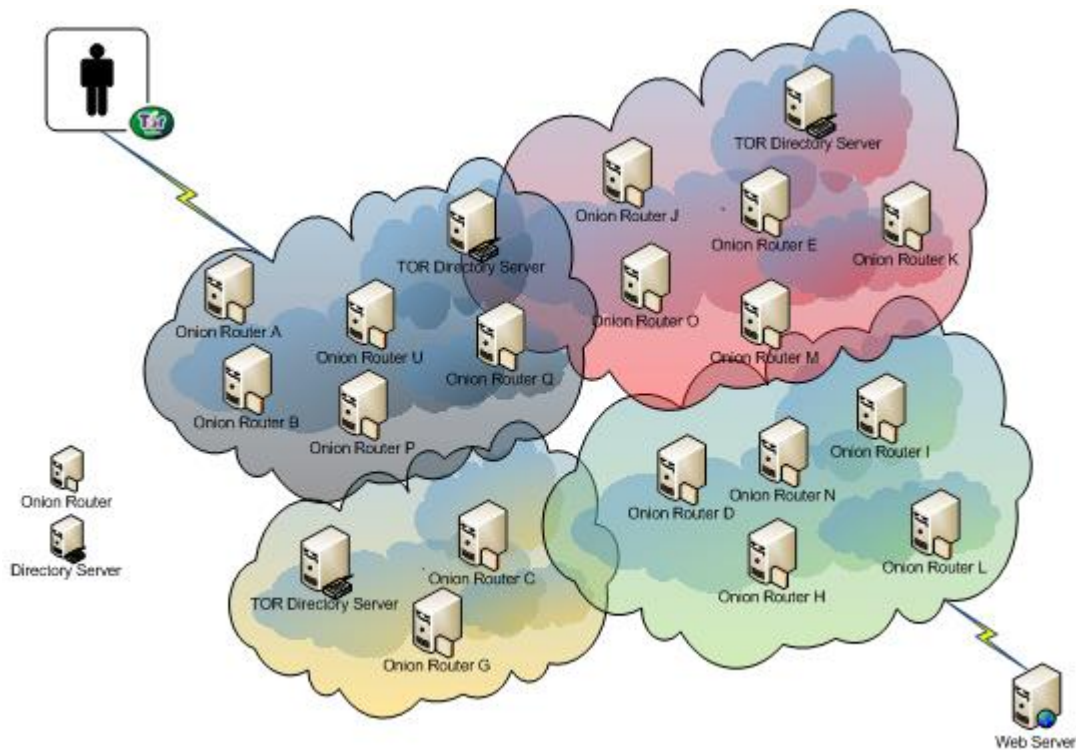 Tor
TOR Directory Server
Onion Router J
Onion Router E
Onion Router K
TOR Directory Server
Onion Router A
Onion Router U
Onion Router O
Onion Router M
Onion Router Q
Onion Router B
Onion Router P
Onion Router I
Onion Router N
Onion Router D
Onion Router
Onion Router C
Onion Router L
Directory Server
TOR Directory Server
Onion Router H
Onion Router G
Web Server